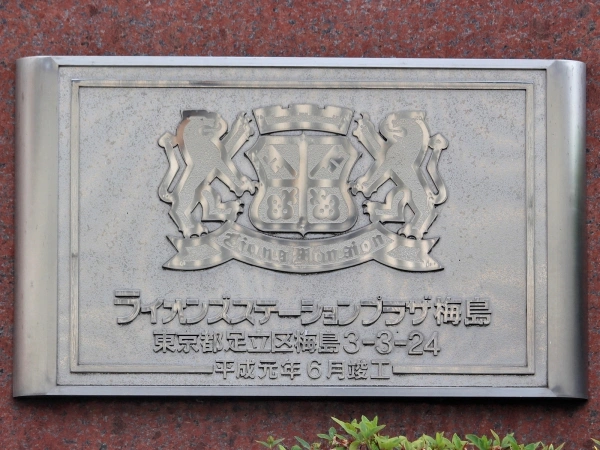 Lions Mansion
ライオンズステーションプラザ梅島
東京都足立区梅島3-3-24
平成元年6月竣工